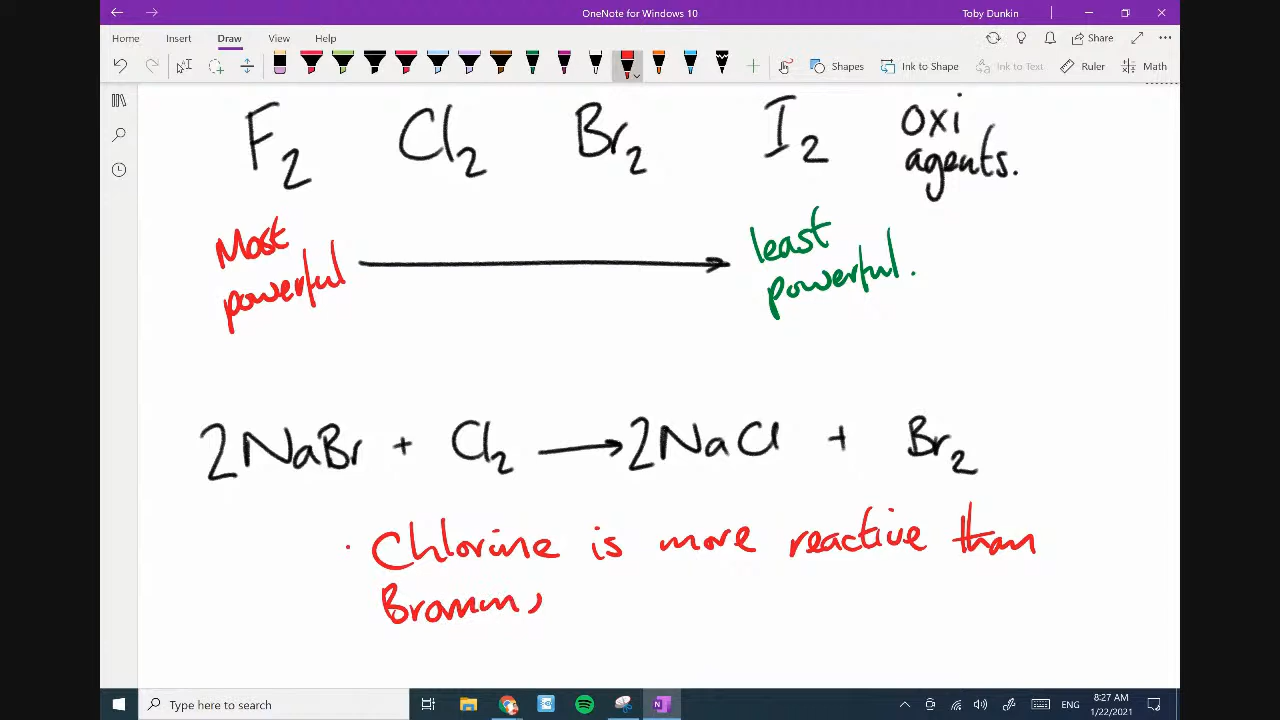 OneNote for Windows 10
Toby Dunkin
Home Insert Draw View Help
Share
Shapes Ink to Shape Ink to Text Ruler Math
F2 Cl2 Br2 I2 oxi
agents.
Most
powerful
least
powerful.
2NaBr + Cl2 → 2NaCl + Br2
· Chlorine is more reactive than
Type here to search
ENG
8:27 AM
1/22/2021